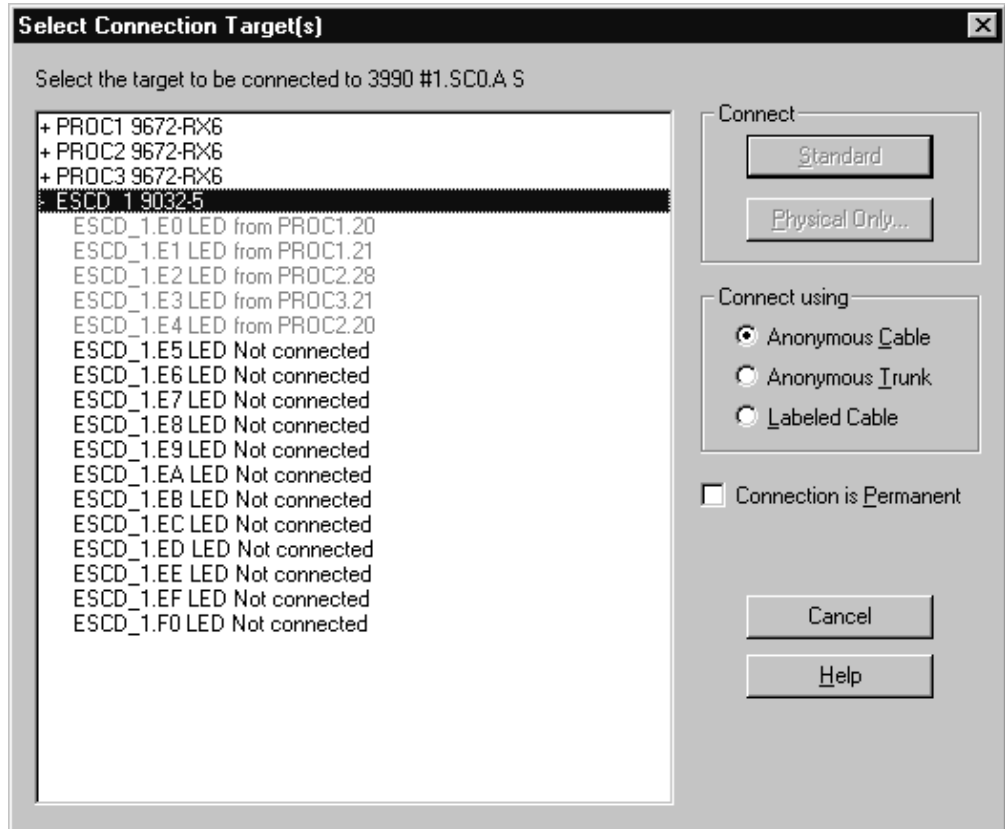 Select Connection Target(s)
Select the target to be connected to 3990 #1.SC0.A S
+ PROC1 9672-RX6
+ PROC2 9672-RX6
+ PROC3 9672-RX6
- ESCD_1 9032-5
ESCD_1.E0 LED from PROC1.20
ESCD_1.E1 LED from PROC1.21
ESCD_1.E2 LED from PROC2.28
ESCD_1.E3 LED from PROC3.21
ESCD_1.E4 LED from PROC2.20
ESCD_1.E5 LED Not connected
ESCD_1.E6 LED Not connected
ESCD_1.E7 LED Not connected
ESCD_1.E8 LED Not connected
ESCD_1.E9 LED Not connected
ESCD_1.EA LED Not connected
ESCD_1.EB LED Not connected
ESCD_1.EC LED Not connected
ESCD_1.ED LED Not connected
ESCD_1.EE LED Not connected
ESCD_1.EF LED Not connected
ESCD_1.F0 LED Not connected
Connect
Standard
Physical Only...
Connect using
Anonymous Cable
Anonymous Trunk
Labeled Cable
Connection is Permanent
Cancel
Help